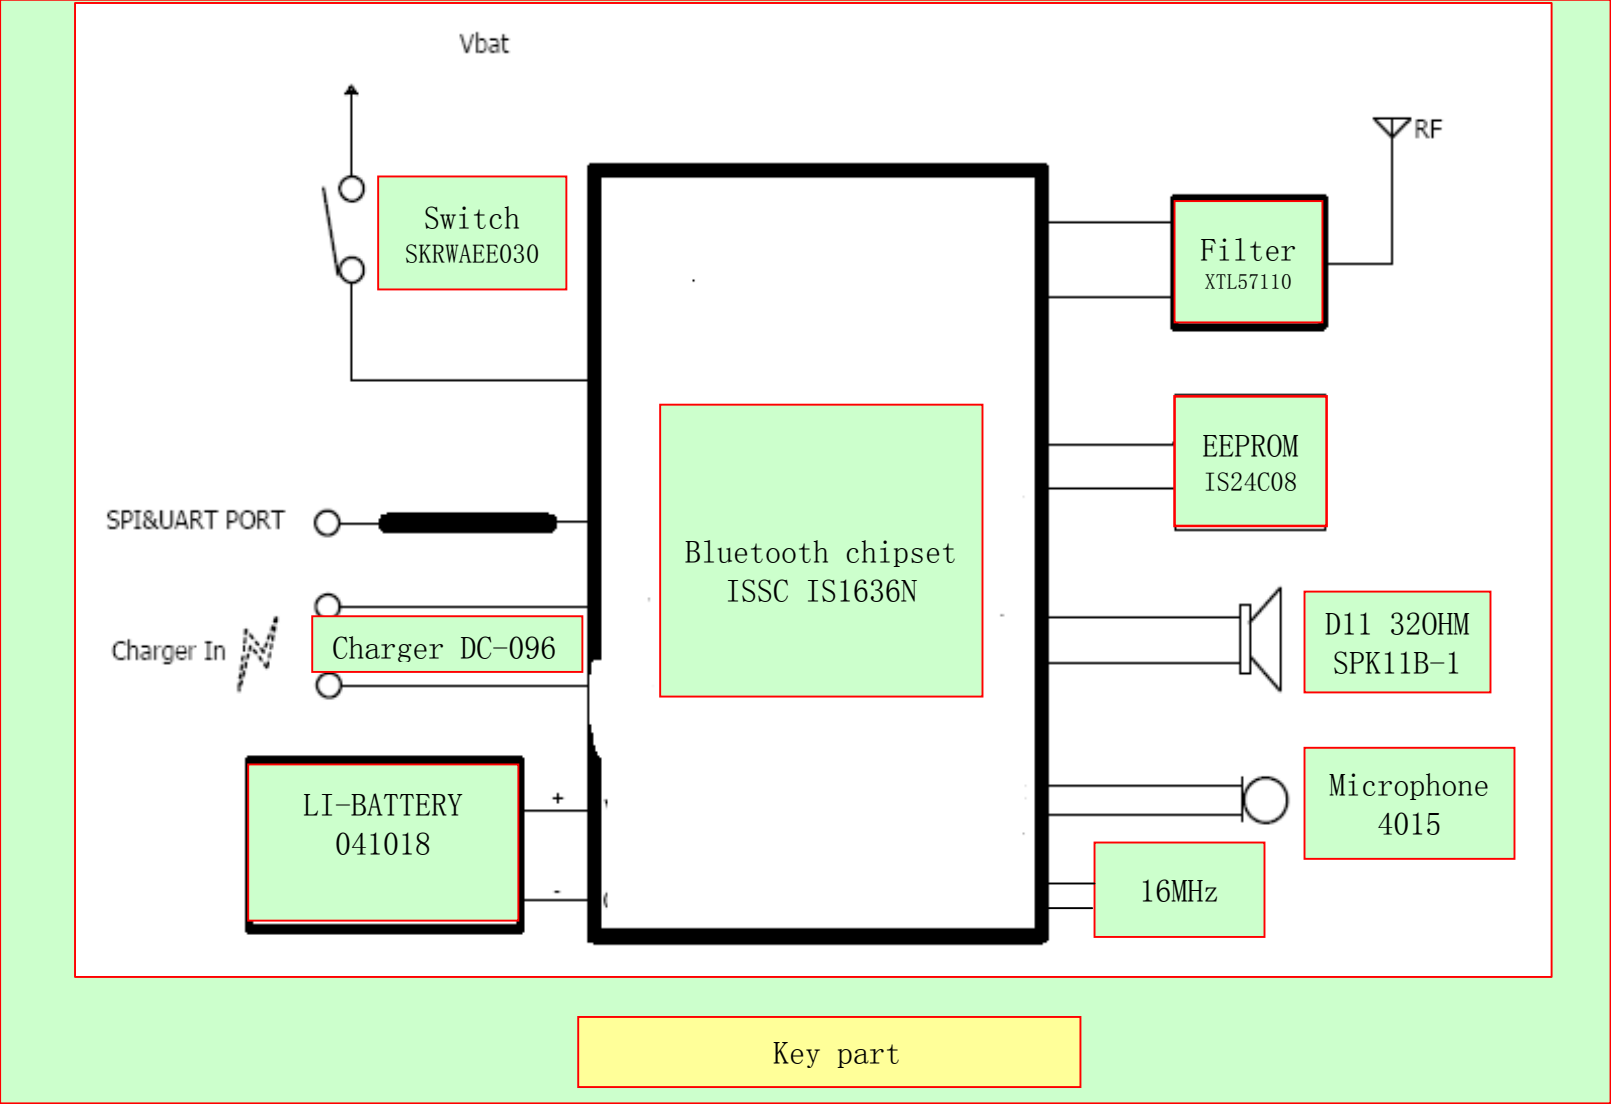 Vbat
RF
Switch
SKRWAEE030
Filter
XTL57110
EEPROM
IS24C08
SPI&UART PORT
Bluetooth chipset
ISSC IS1636N
Charger In
Charger DC-096
D11 32OHM
SPK11B-1
LI-BATTERY
041018
+
-
Microphone
4015
16MHz
Key part